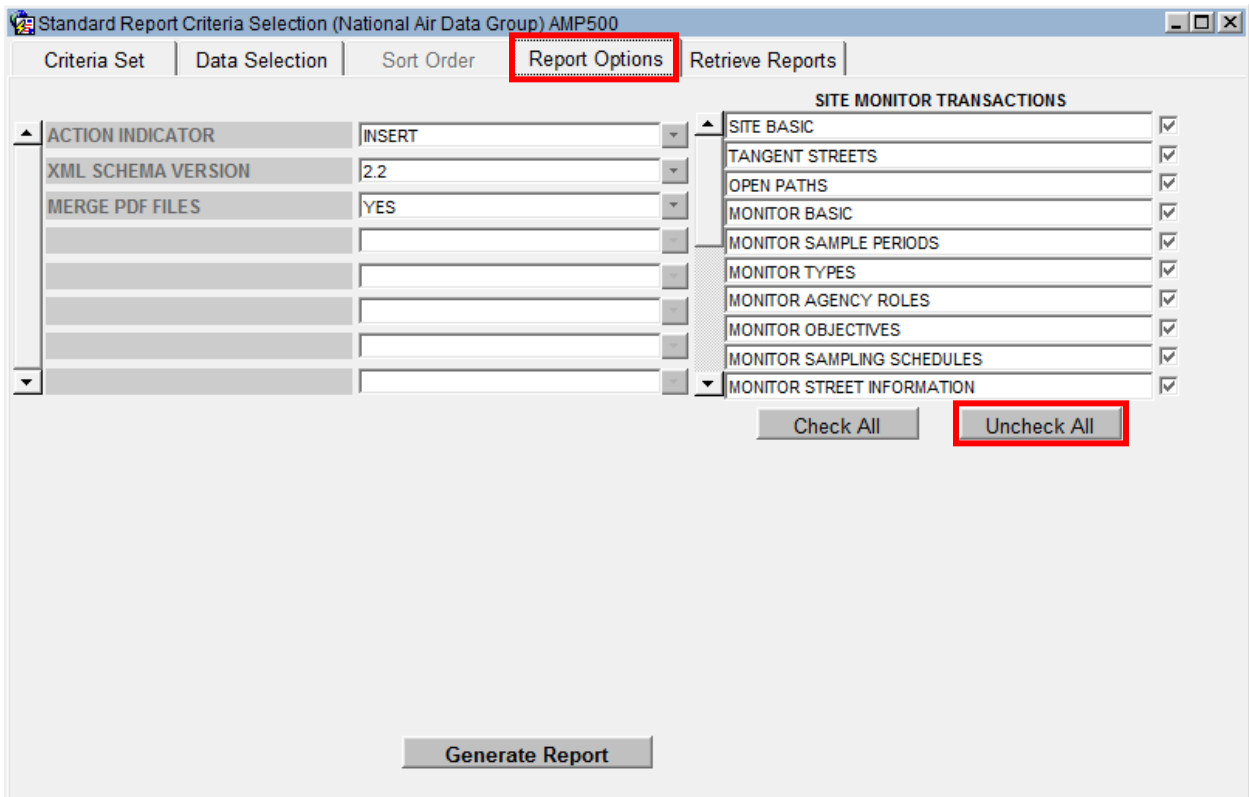 Standard Report Criteria Selection (National Air Data Group) AMP500
Criteria Set Data Selection Sort Order Report Options Retrieve Reports
SITE MONITOR TRANSACTIONS
ACTION INDICATOR INSERT
XML SCHEMA VERSION 2.2
MERGE PDF FILES YES
SITE BASIC
TANGENT STREETS
OPEN PATHS
MONITOR BASIC
MONITOR SAMPLE PERIODS
MONITOR TYPES
MONITOR AGENCY ROLES
MONITOR OBJECTIVES
MONITOR SAMPLING SCHEDULES
MONITOR STREET INFORMATION
Check All Uncheck All
Generate Report